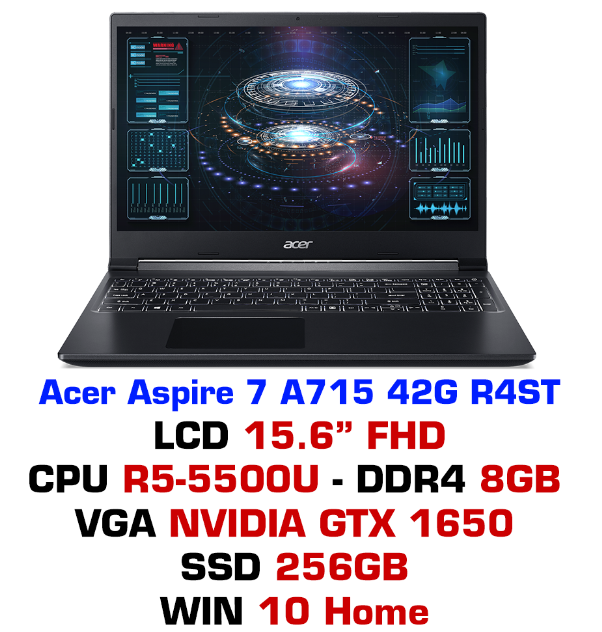 acer
Acer Aspire 7 A715 42G R4ST
LCD 15.6” FHD
CPU R5-5500U - DDR4 8GB
VGA NVIDIA GTX 1650
SSD 256GB
WIN 10 Home